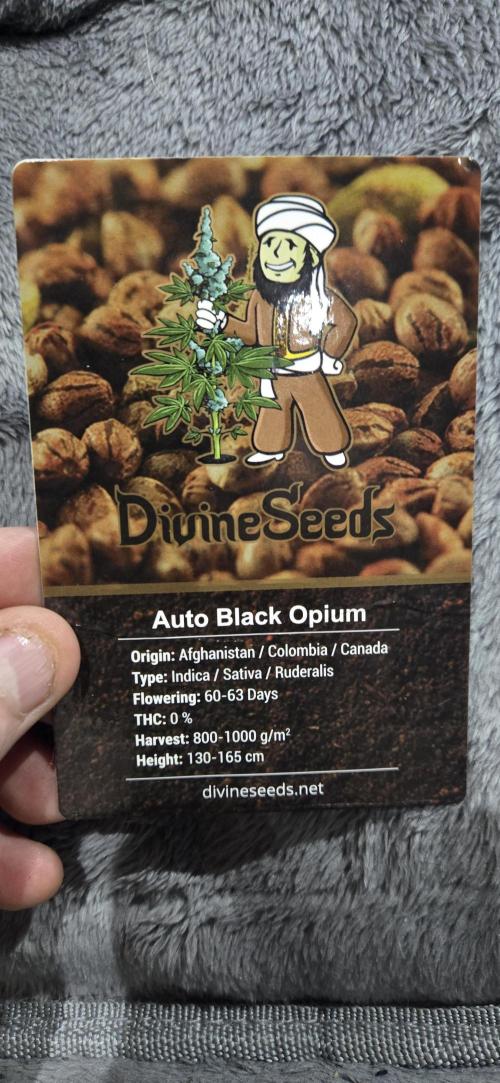 DivineSeeds
Auto Black Opium
Origin: Afghanistan / Colombia / Canada
Type: Indica / Sativa / Ruderalis
Flowering: 60-63 Days
THC: 0 %
Harvest: 800-1000 g/m²
Height: 130-165 cm
divineseeds.net